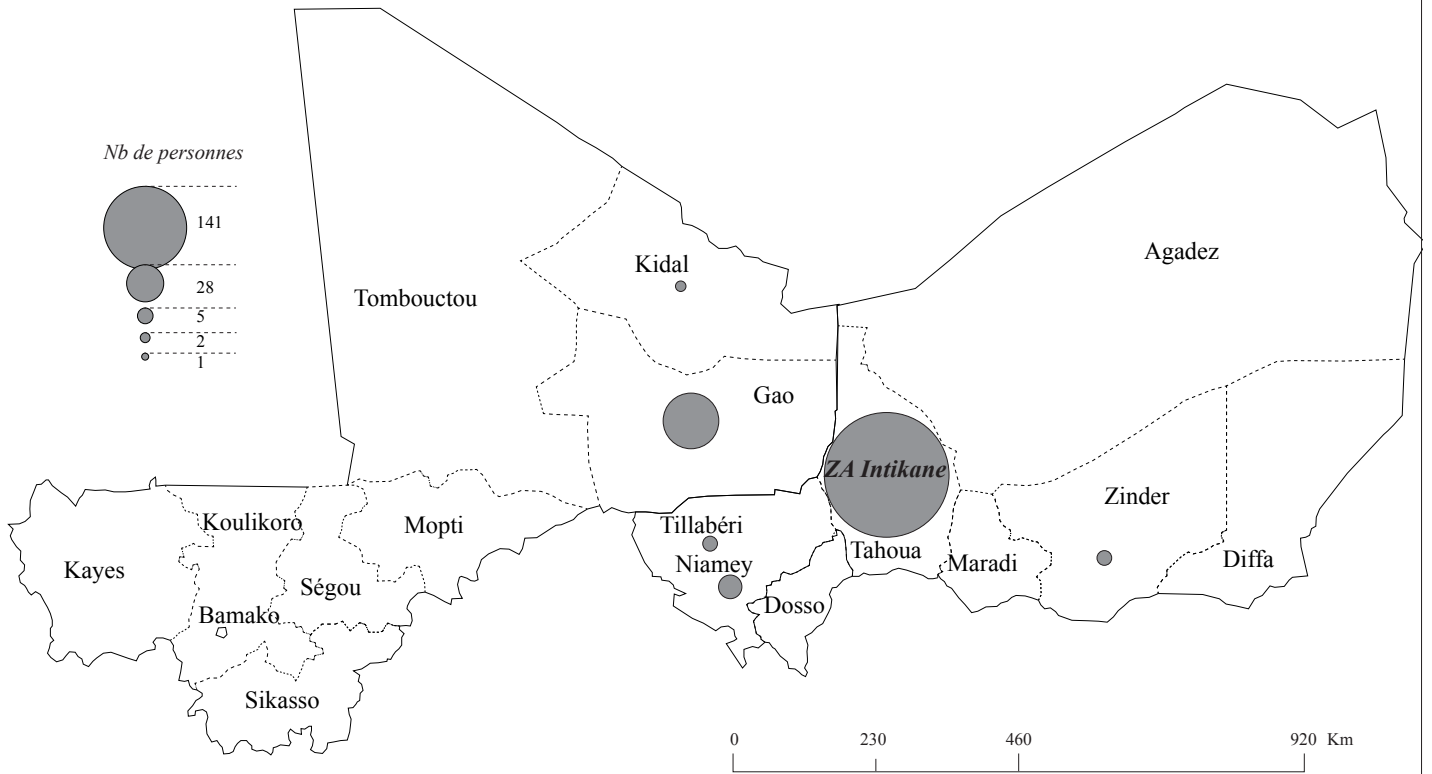 Nb de personnes
141
28
5
2
1
Agadez
Kidal
Tombouctou
Gao
ZA Intikane
Zinder
Koulikoro
Mopti
Tillabéri
Tahoua
Niamey
Maradi
Diffa
Kayes
Ségou
Dosso
Bamako
Sikasso
0 230 460 920 Km